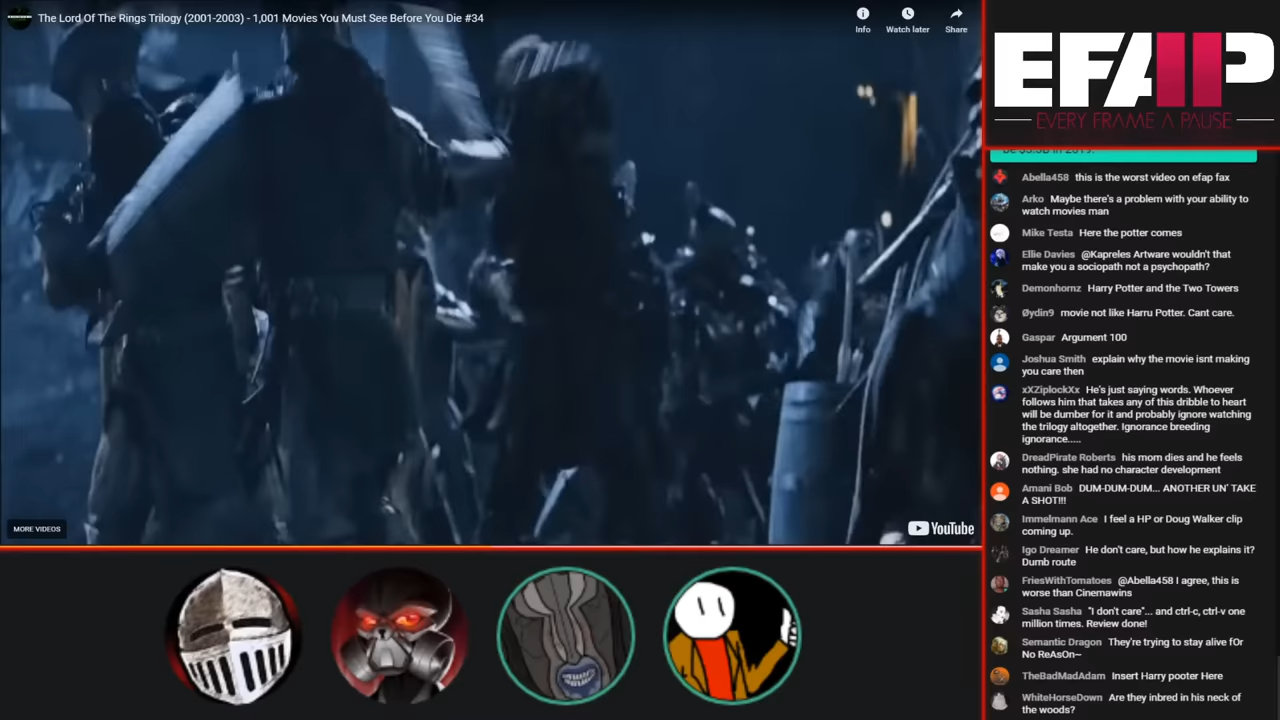 The Lord Of The Rings Trilogy (2001-2003) - 1,001 Movies You Must See Before You Die #34
Info
Watch later
Share
MORE VIDEOS
YouTube
EFAP
EVERY FRAME A PAUSE
be $3.3B in 2019.
Abella458 this is the worst video on efap fax
Arko Maybe there's a problem with your ability to
watch movies man
Mike Testa Here the potter comes
Ellie Davies @Kapreles Artware wouldn't that
make you a sociopath not a psychopath?
Demonhornz Harry Potter and the Two Towers
Øydin9 movie not like Harru Potter. Cant care.
Gaspar Argument 100
Joshua Smith explain why the movie isnt making
you care then
xXZiplockXx He's just saying words. Whoever
follows him that takes any of this dribble to heart
will be dumber for it and probably ignore watching
the trilogy altogether. Ignorance breeding
ignorance.....
DreadPirate Roberts his mom dies and he feels
nothing. she had no character development
Amani Bob DUM-DUM-DUM... ANOTHER UN' TAKE
A SHOT!!!
Immelmann Ace I feel a HP or Doug Walker clip
coming up.
Igo Dreamer He don't care, but how he explains it?
Dumb route
FriesWithTomatoes @Abella458 I agree, this is
worse than Cinemawins
Sasha Sasha "I don't care"... and ctrl-c, ctrl-v one
million times. Review done!
Semantic Dragon They're trying to stay alive fOr
No ReAsOn~
TheBadMadAdam Insert Harry pooter Here
WhiteHorseDown Are they inbred in his neck of
the woods?